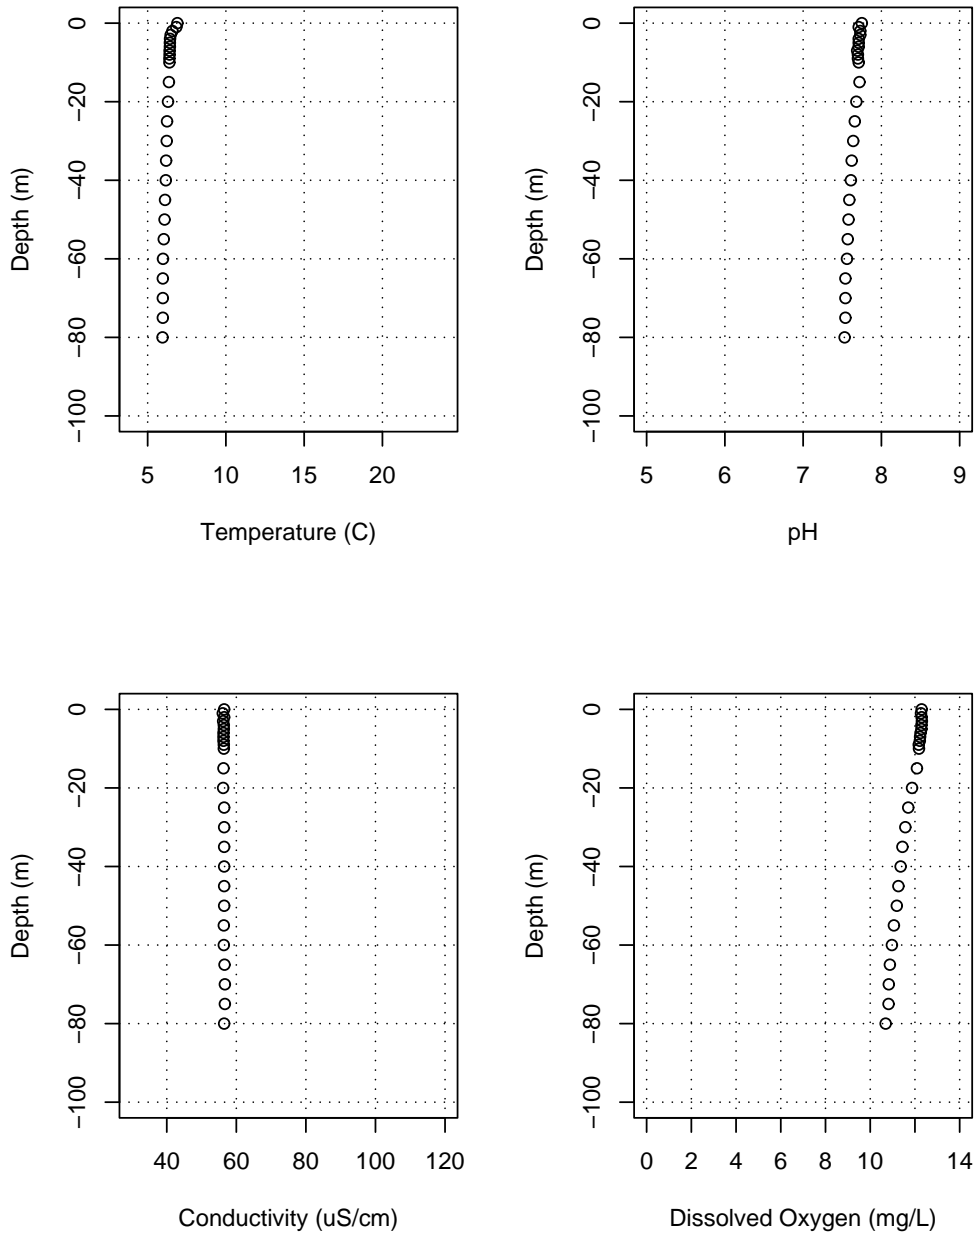 0
−20
−40
−60
−80
−100
Depth (m)
5 10 15 20
Temperature (C)
0
−20
−40
−60
−80
−100
Depth (m)
5 6 7 8 9
pH
0
−20
−40
−60
−80
−100
Depth (m)
40 60 80 100 120
Conductivity (uS/cm)
0
−20
−40
−60
−80
−100
Depth (m)
0 2 4 6 8 10 14
Dissolved Oxygen (mg/L)